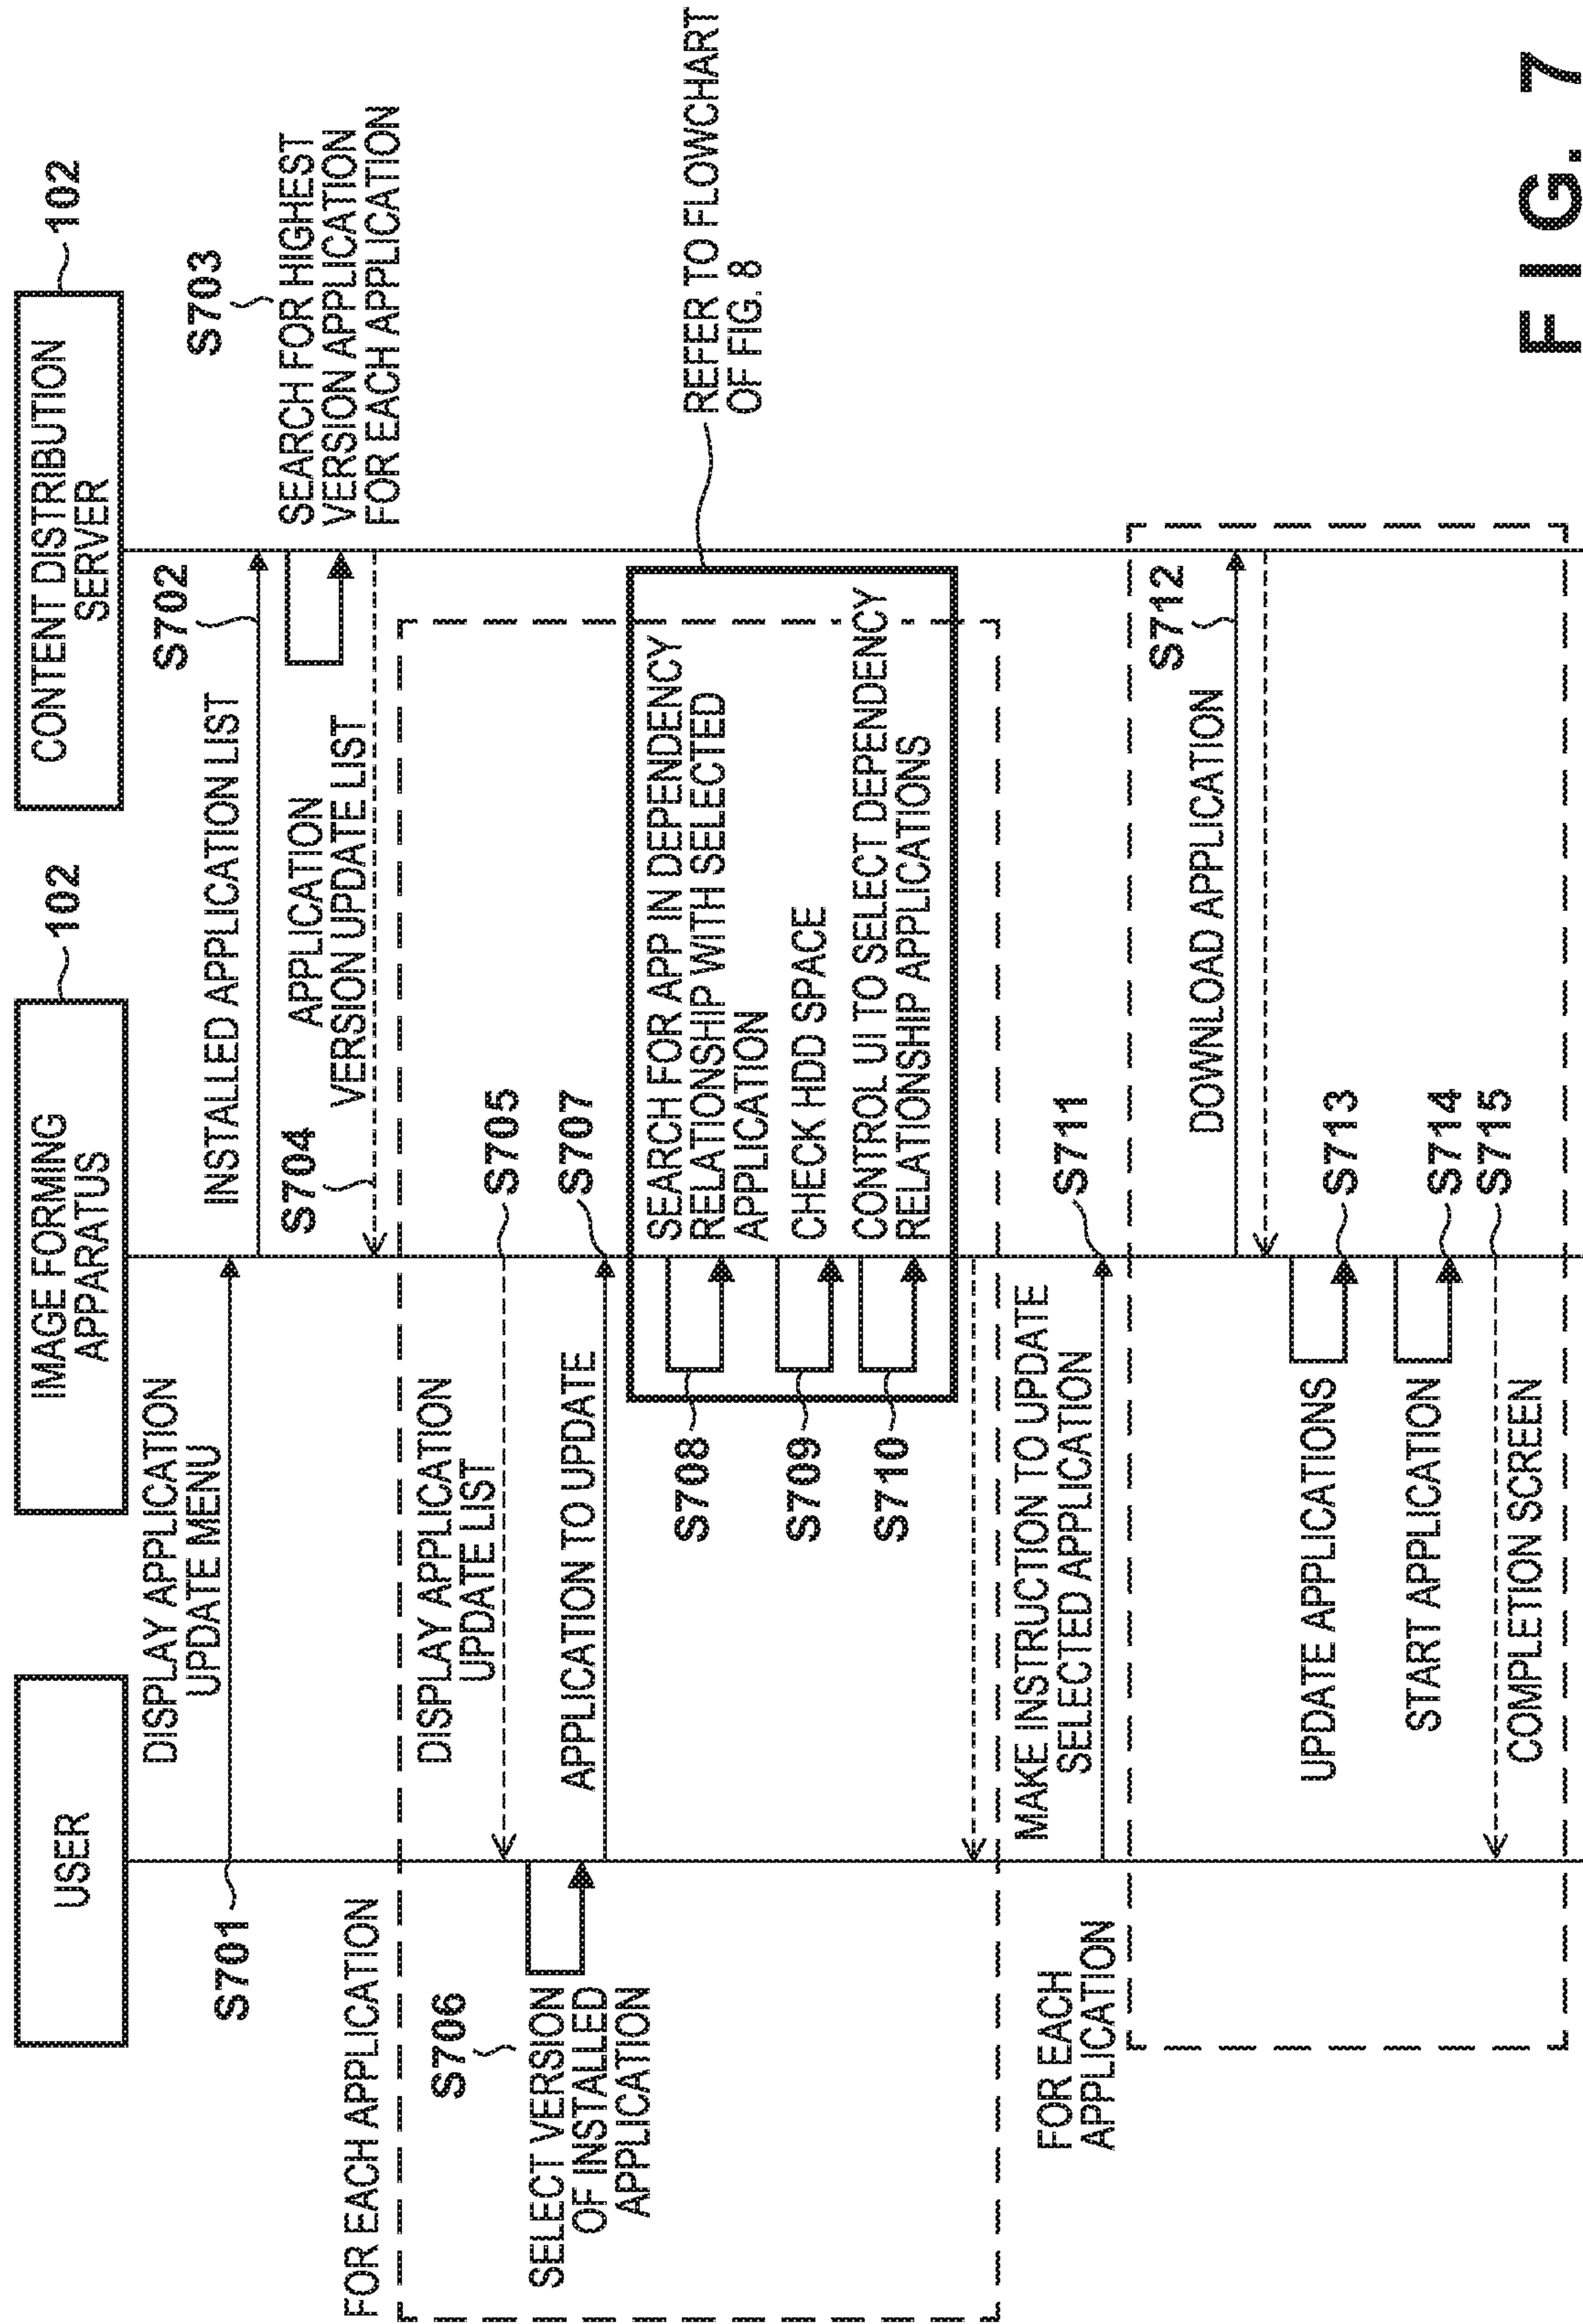 USER
IMAGE FORMING
APPARATUS
102
CONTENT DISTRIBUTION
SERVER
102
S701
DISPLAY APPLICATION
UPDATE MENU
INSTALLED APPLICATION LIST
S702
S703
SEARCH FOR HIGHEST
VERSION APPLICATION
FOR EACH APPLICATION
S704
APPLICATION
VERSION UPDATE LIST
FOR EACH APPLICATION
DISPLAY APPLICATION
UPDATE LIST
S705
S706
SELECT VERSION
OF INSTALLED
APPLICATION
APPLICATION TO UPDATE
S707
S708
SEARCH FOR APP IN DEPENDENCY
RELATIONSHIP WITH SELECTED
APPLICATION
REFER TO FLOWCHART
OF FIG. 8
S709
CHECK HDD SPACE
S710
CONTROL UI TO SELECT DEPENDENCY
RELATIONSHIP APPLICATIONS
MAKE INSTRUCTION TO UPDATE
SELECTED APPLICATION
S711
FOR EACH
APPLICATION
DOWNLOAD APPLICATION
S712
UPDATE APPLICATIONS
S713
START APPLICATION
S714
S715
COMPLETION SCREEN
FIG. 7